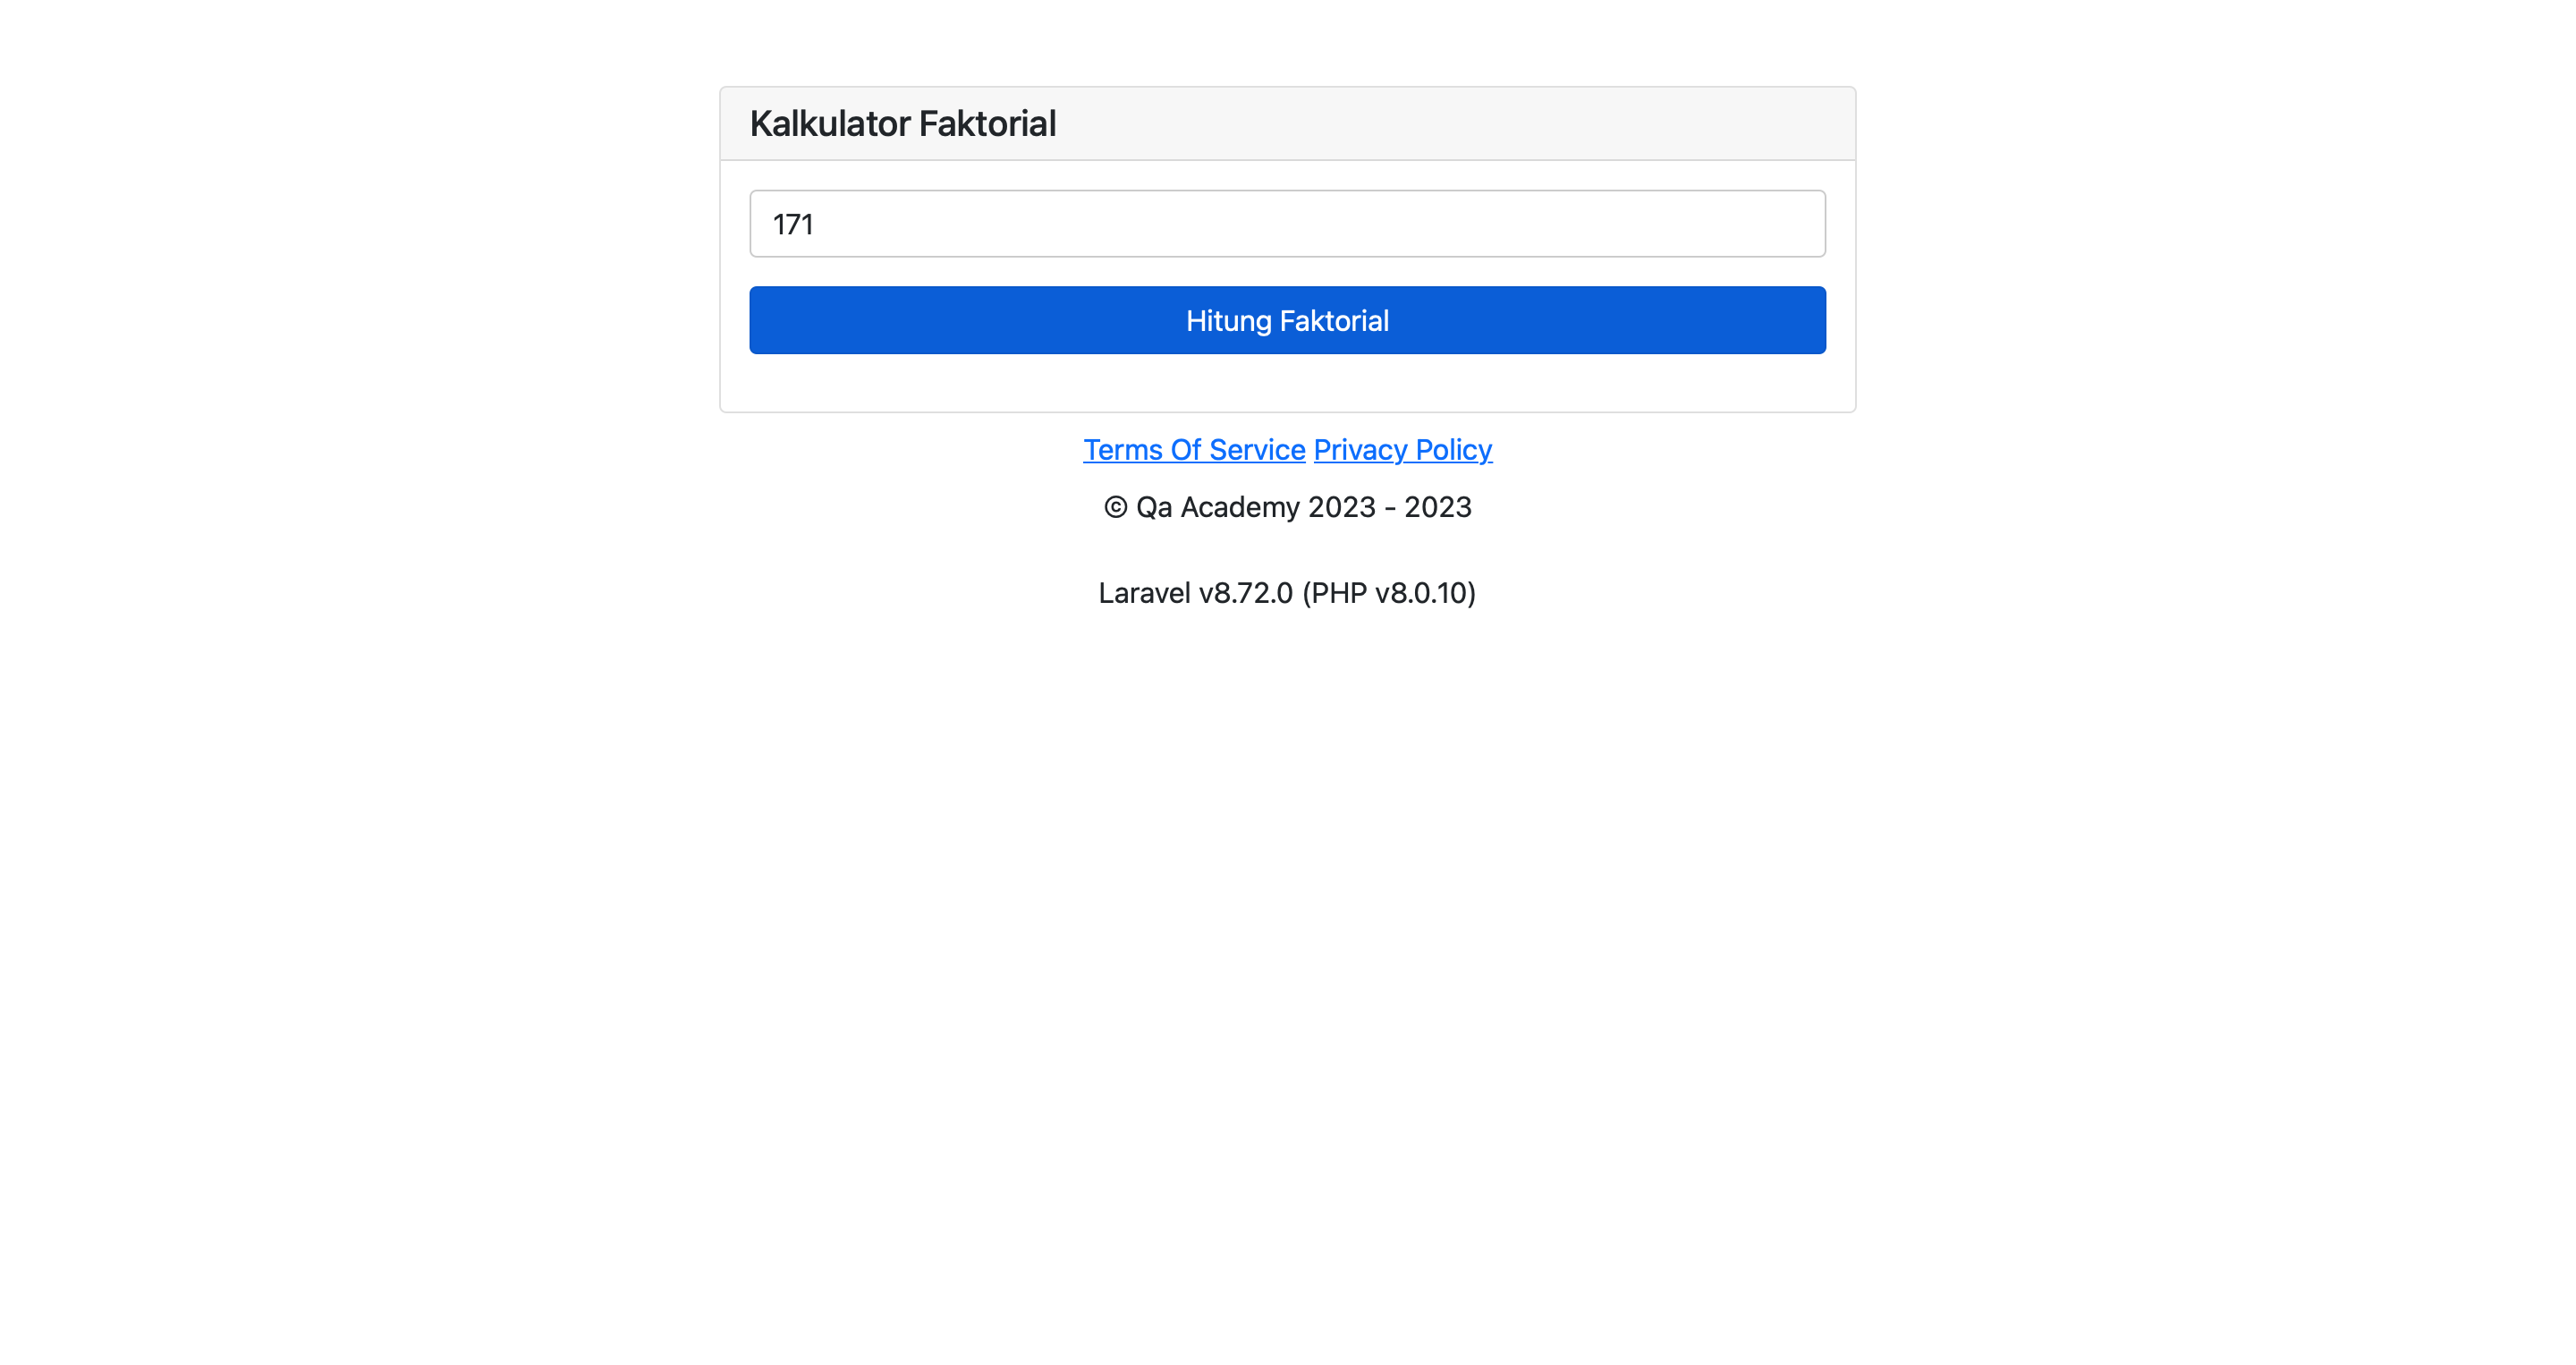 Kalkulator Faktorial
171
Hitung Faktorial
Terms Of Service Privacy Policy
© Qa Academy 2023 - 2023
Laravel v8.72.0 (PHP v8.0.10)